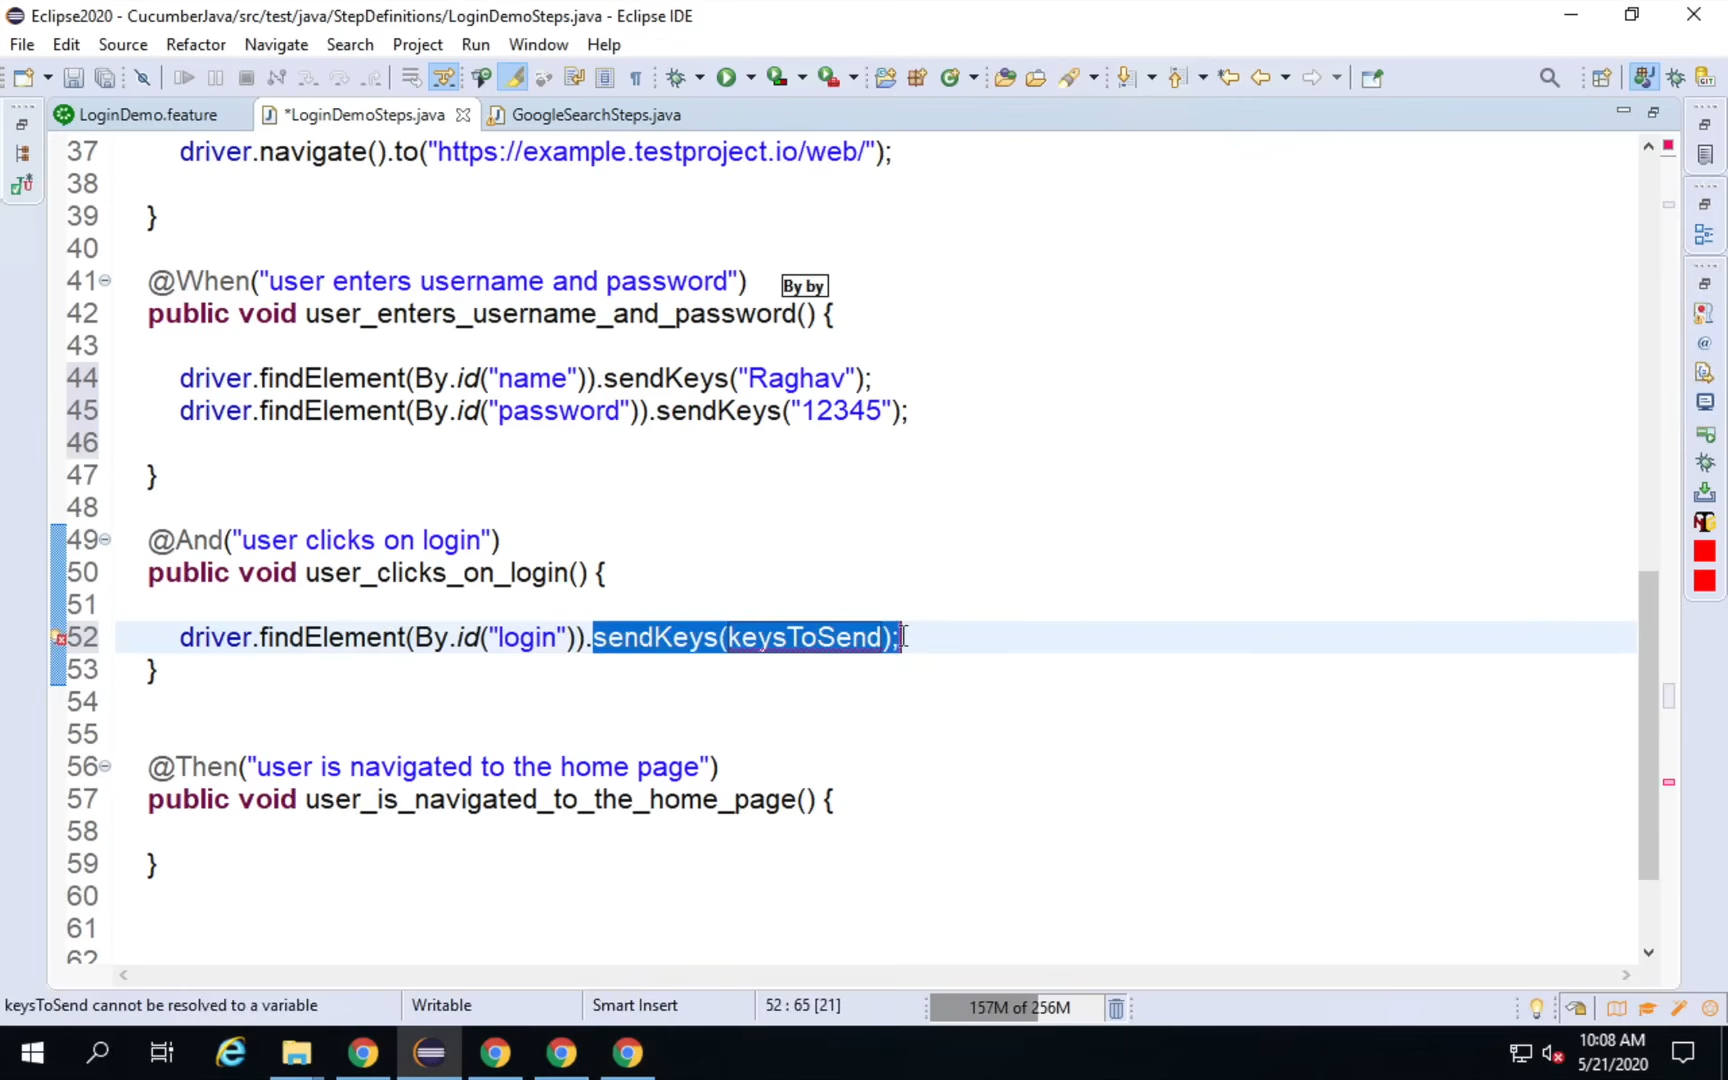 Eclipse2020 - CucumberJava/src/test/java/StepDefinitions/LoginDemoSteps.java - Eclipse IDE
File Edit Source Refactor Navigate Search Project Run Window Help
LoginDemo.feature *LoginDemoSteps.java GoogleSearchSteps.java
37 driver.navigate().to("https://example.testproject.io/web/");
38
39 }
40
41 @When("user enters username and password") By by
42 public void user_enters_username_and_password() {
43
44 driver.findElement(By.id("name")).sendKeys("Raghav");
45 driver.findElement(By.id("password")).sendKeys("12345");
46
47 }
48
49 @And("user clicks on login")
50 public void user_clicks_on_login() {
51
52 driver.findElement(By.id("login")).sendKeys(keysToSend);
53 }
54
55
56 @Then("user is navigated to the home page")
57 public void user_is_navigated_to_the_home_page() {
58
59 }
60
61
62
keysToSend cannot be resolved to a variable Writable Smart Insert 52 : 65 [21] 157M of 256M
10:08 AM
5/21/2020